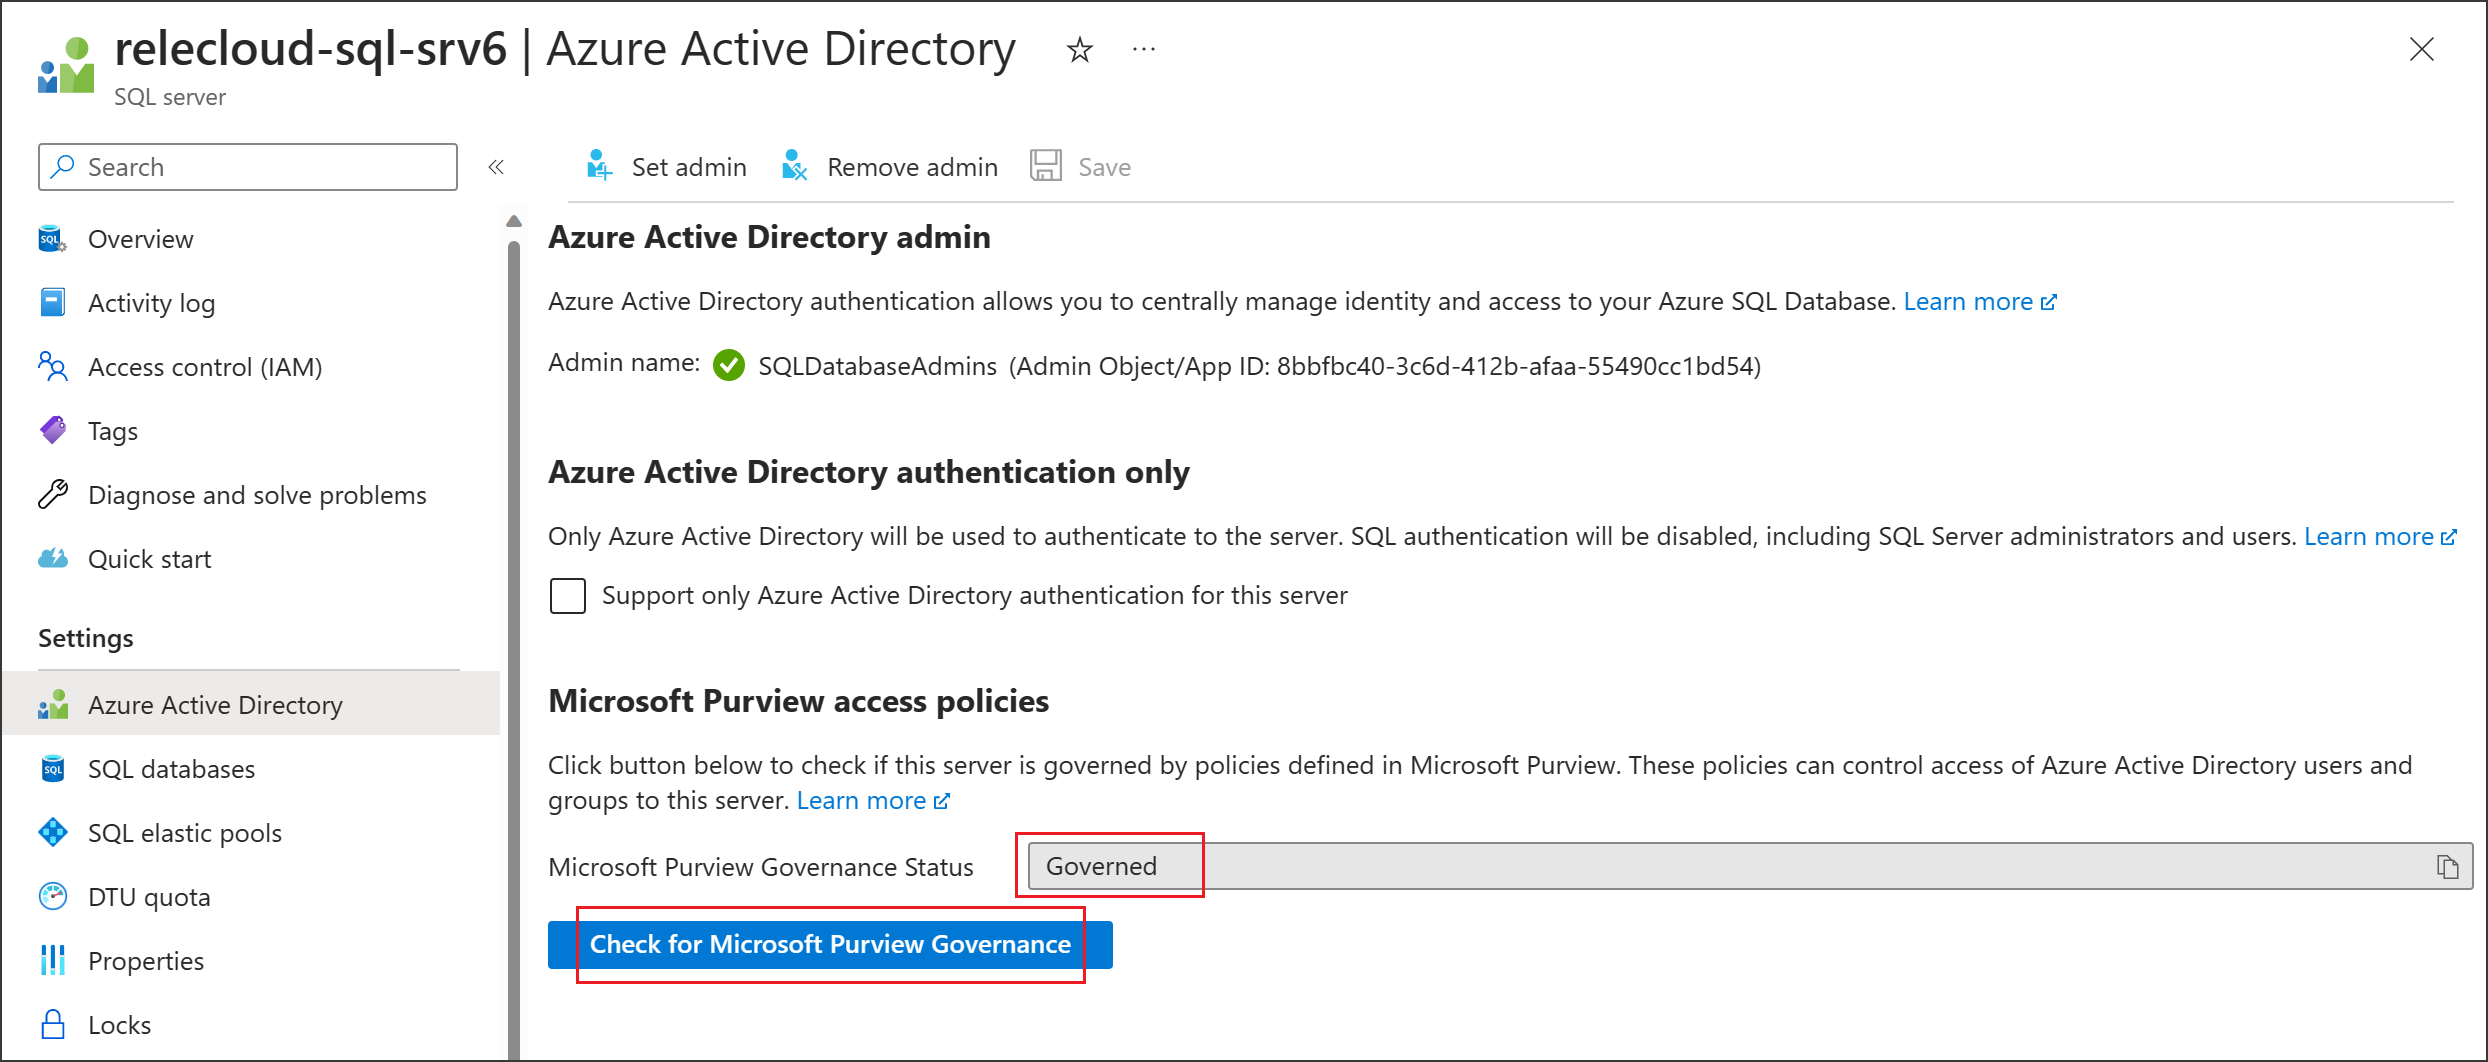 relecloud-sql-srv6 | Azure Active Directory
SQL server
Search
Overview
Activity log
Access control (IAM)
Tags
Diagnose and solve problems
Quick start
Settings
Azure Active Directory
SQL databases
SQL elastic pools
DTU quota
Properties
Locks
Set admin
Remove admin
Save
Azure Active Directory admin
Azure Active Directory authentication allows you to centrally manage identity and access to your Azure SQL Database. Learn more
Admin name: SQLDatabaseAdmins (Admin Object/App ID: 8bbfbc40-3c6d-412b-afaa-55490cc1bd54)
Azure Active Directory authentication only
Only Azure Active Directory will be used to authenticate to the server. SQL authentication will be disabled, including SQL Server administrators and users. Learn more
Support only Azure Active Directory authentication for this server
Microsoft Purview access policies
Click button below to check if this server is governed by policies defined in Microsoft Purview. These policies can control access of Azure Active Directory users and
groups to this server. Learn more
Microsoft Purview Governance Status
Governed
Check for Microsoft Purview Governance